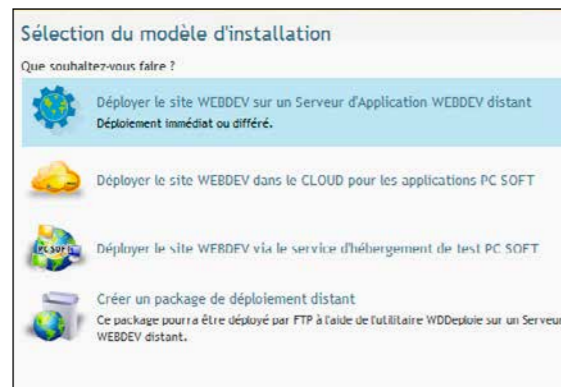 Sélection du modèle d'installation
Que souhaitez-vous faire ?
Déployer le site WEBDEV sur un Serveur d'Application WEBDEV distant
Déploiement immédiat ou différé.
Déployer le site WEBDEV dans le CLOUD pour les applications PC SOFT
PC SOFT
Déployer le site WEBDEV via le service d'hébergement de test PC SOFT
Créer un package de déploiement distant
Ce package pourra être déployé par FTP à l'aide de l'utilitaire WDDeploie sur un Serveur
WEBDEV distant.